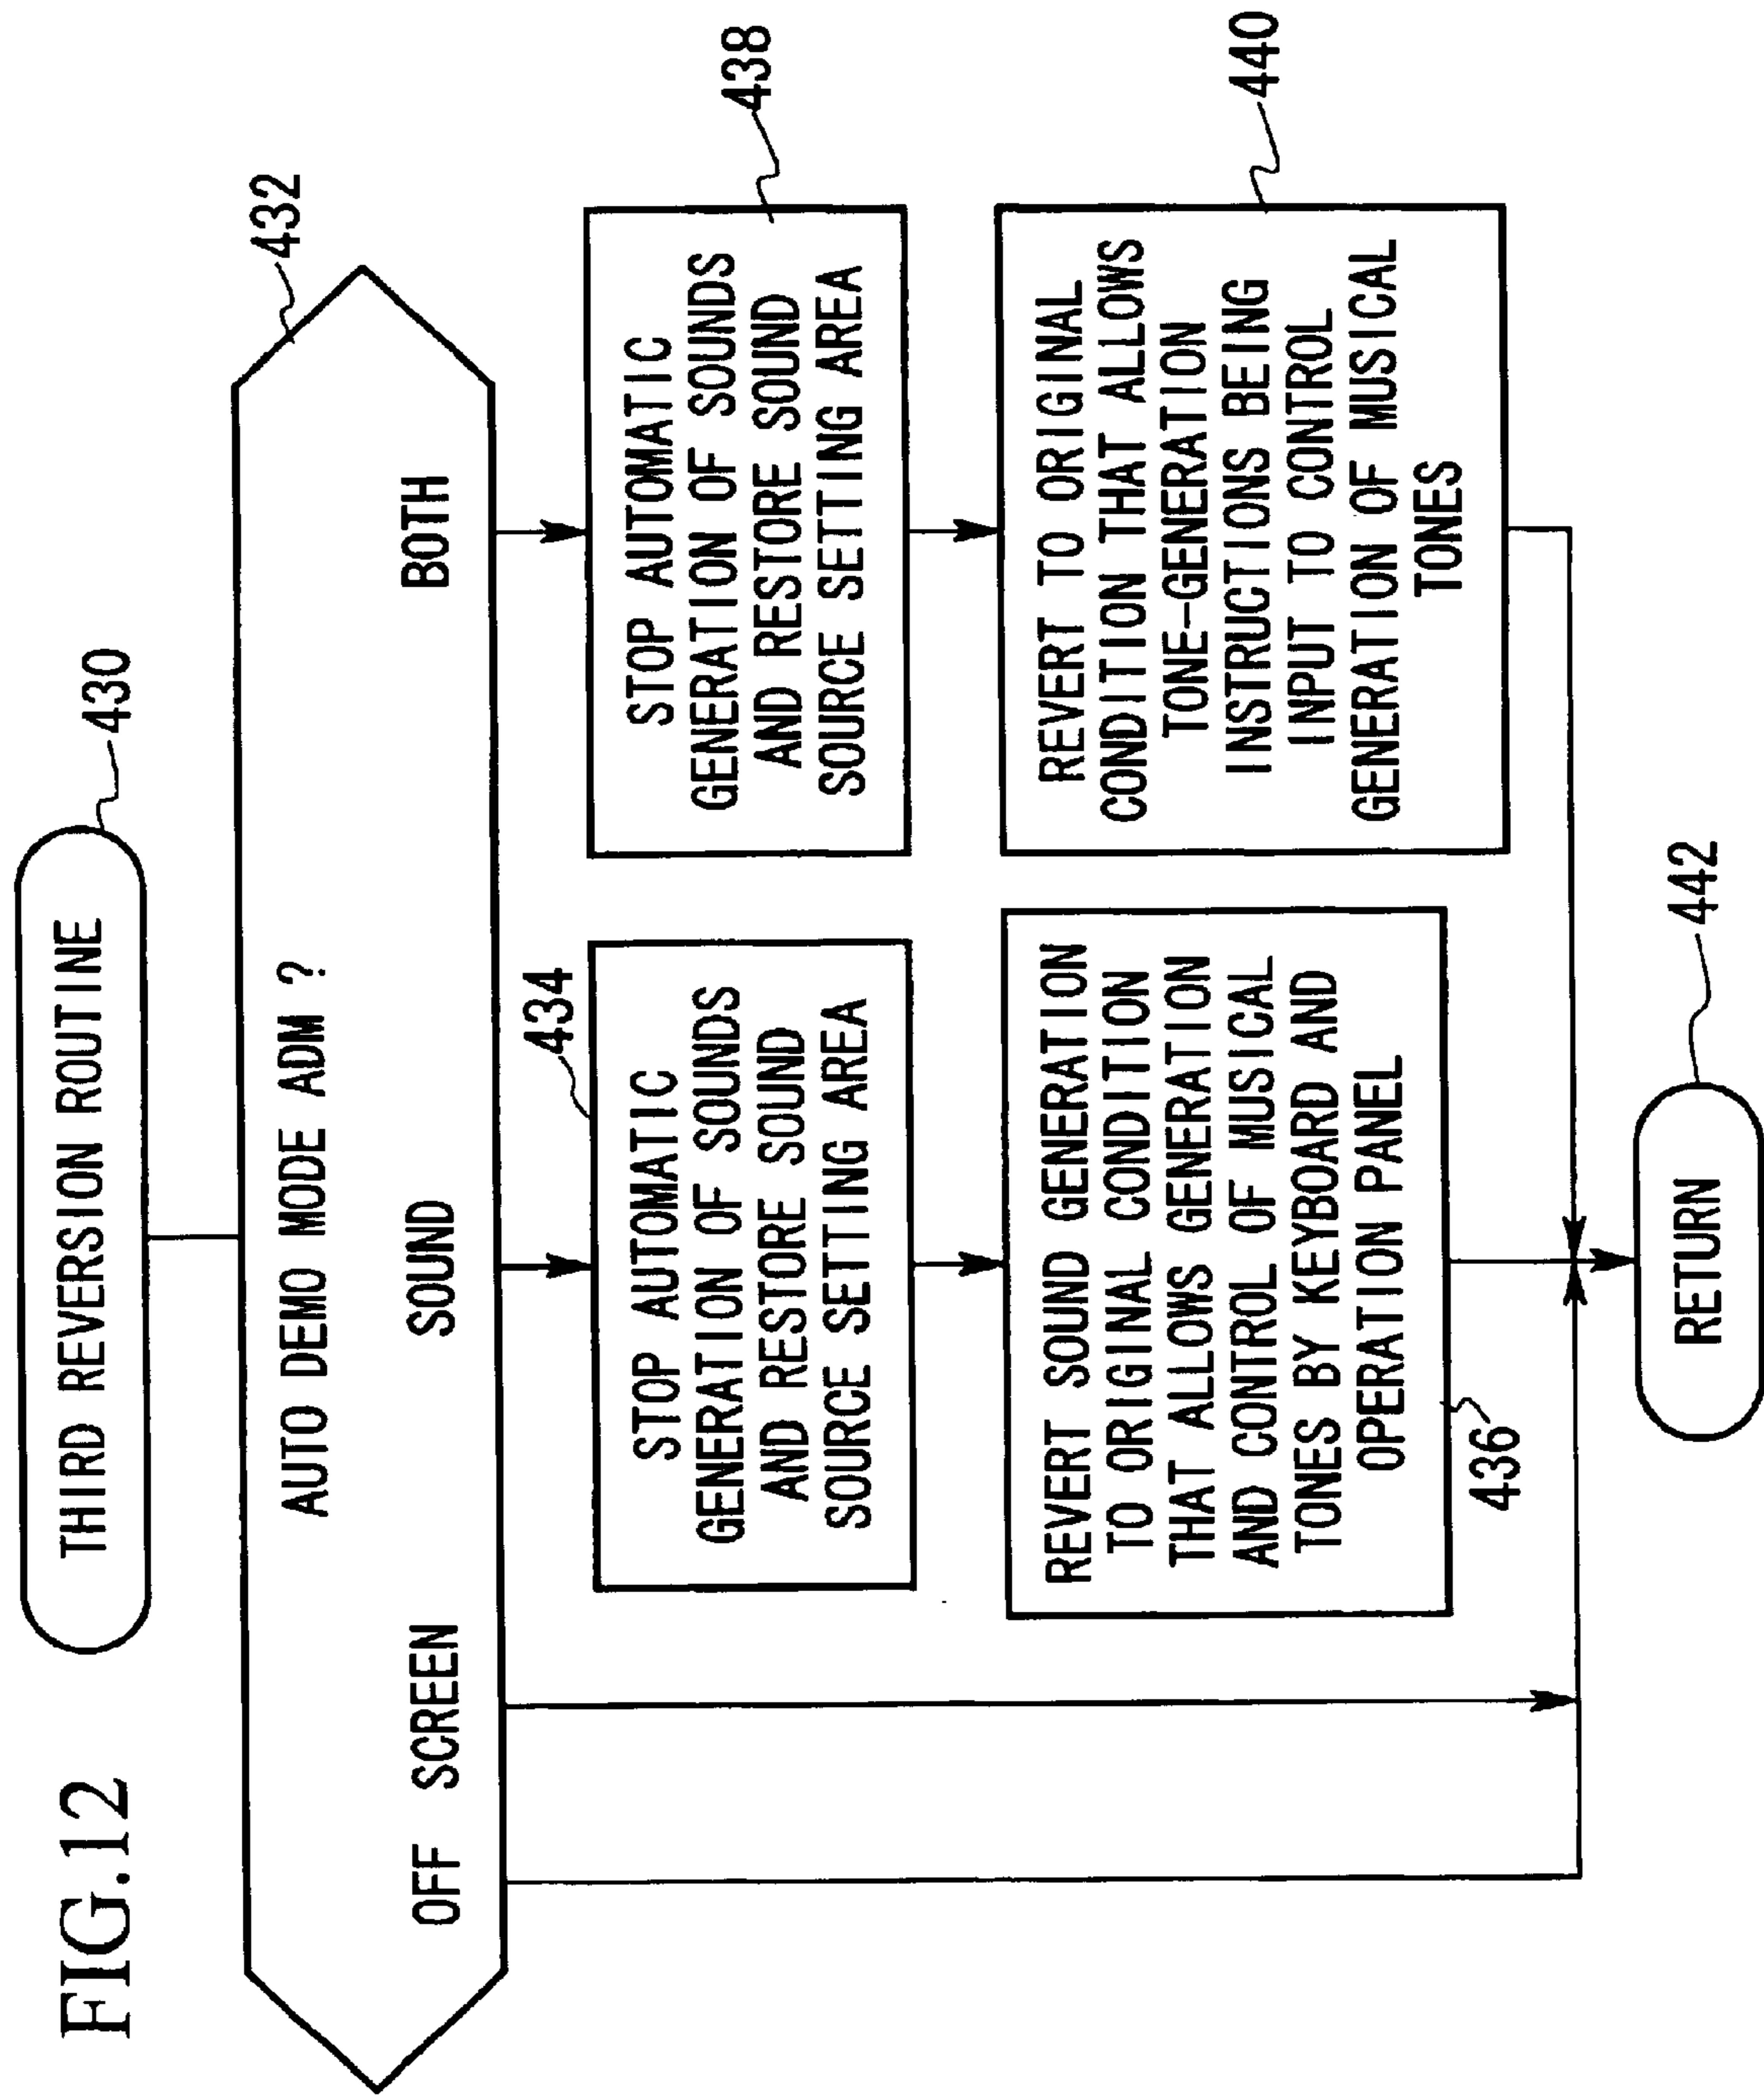 FIG.12
THIRD REVERSION ROUTINE
430
432
AUTO DEMO MODE ADM ?
OFF
SCREEN
SOUND
BOTH
434
STOP AUTOMATIC
GENERATION OF SOUNDS
AND RESTORE SOUND
SOURCE SETTING AREA
438
STOP AUTOMATIC
GENERATION OF SOUNDS
AND RESTORE SOUND
SOURCE SETTING AREA
REVERT SOUND GENERATION
TO ORIGINAL CONDITION
THAT ALLOWS GENERATION
AND CONTROL OF MUSICAL
TONES BY KEYBOARD AND
OPERATION PANEL
436
REVERT TO ORIGINAL
CONDITION THAT ALLOWS
TONE-GENERATION
INSTRUCTIONS BEING
INPUT TO CONTROL
GENERATION OF MUSICAL
TONES
440
RETURN
442